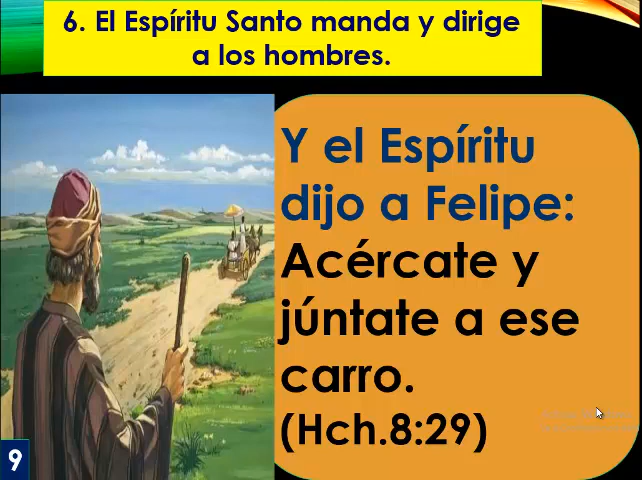 6. El Espíritu Santo manda y dirige
a los hombres.
Y el Espíritu
dijo a Felipe:
Acércate y
júntate a ese
carro.
(Hch.8:29)
9